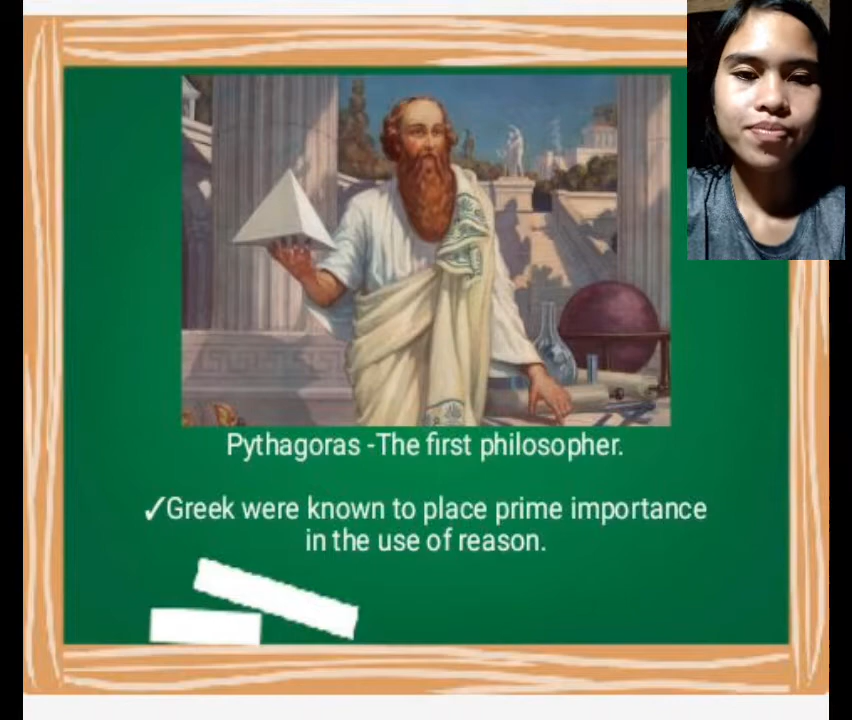 Pythagoras -The first philosopher.
✓Greek were known to place prime importance
in the use of reason.